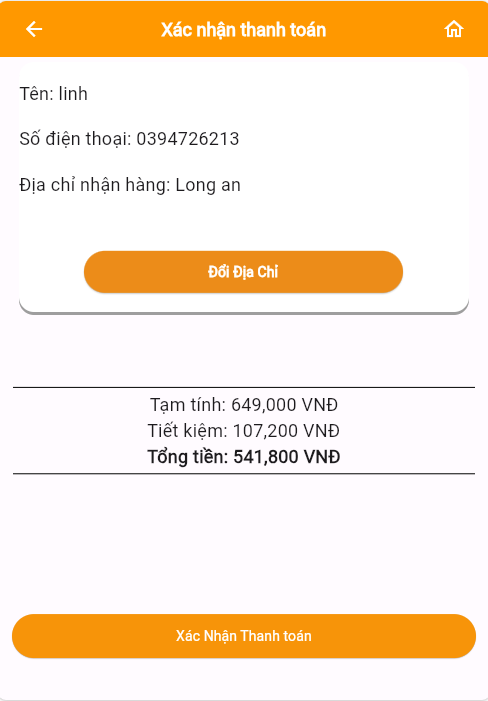 Xác nhận thanh toán
Tên: linh
Số điện thoại: 0394726213
Địa chỉ nhận hàng: Long an
Đổi Địa Chỉ
Tạm tính: 649,000 VNĐ
Tiết kiệm: 107,200 VNĐ
Tổng tiền: 541,800 VNĐ
Xác Nhận Thanh toán